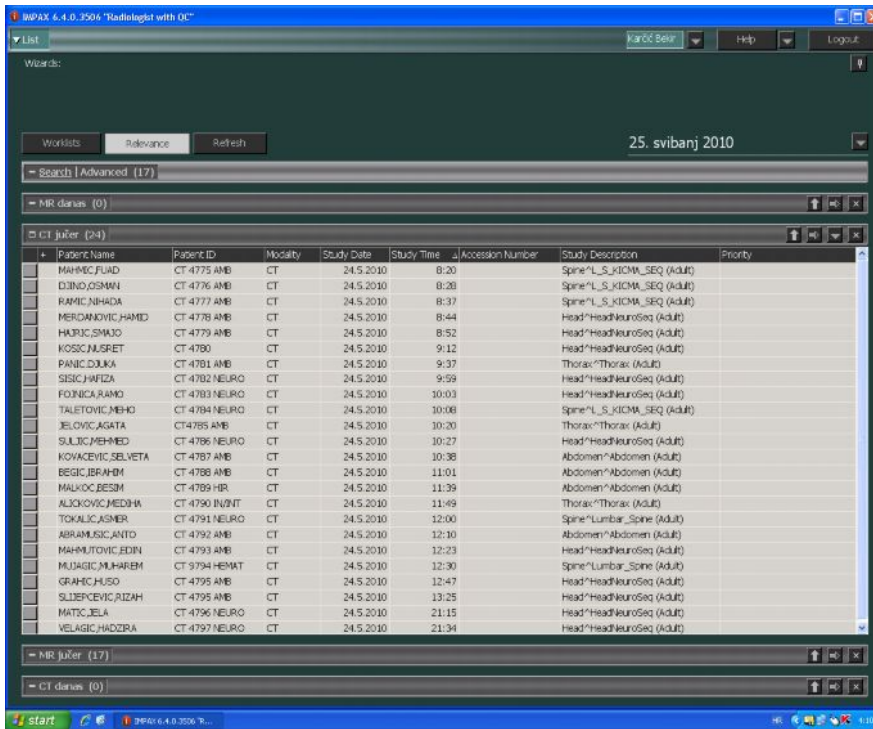 IMPAX 6.4.0.3506 "Radiologist with QC"
List Karčić Bekir Help Logout
Wizards:
Worklists Relevance Refresh 25. svibanj 2010
Search | Advanced (17)
MR danas (0)
CT jučer (24)
+ Patient Name Patient ID Modality Study Date Study Time Accession Number Study Description Priority
MAHMIC,FUAD CT 4775 AMB CT 24.5.2010 8:20 Spine^L_S_KICMA_SEQ (Adult)
DJINO,OSMAN CT 4776 AMB CT 24.5.2010 8:28 Spine^L_S_KICMA_SEQ (Adult)
RAMIC,NIHADA CT 4777 AMB CT 24.5.2010 8:37 Spine^L_S_KICMA_SEQ (Adult)
MERDANOVIC,HAMID CT 4778 AMB CT 24.5.2010 8:44 Head^HeadNeuroSeq (Adult)
HAJRIC,SMAJO CT 4779 AMB CT 24.5.2010 8:52 Head^HeadNeuroSeq (Adult)
KOSIC,NUSRET CT 4780 CT 24.5.2010 9:12 Head^HeadNeuroSeq (Adult)
PANIC,DJUKA CT 4781 AMB CT 24.5.2010 9:37 Thorax^Thorax (Adult)
SISIC,HAFIZA CT 4782 NEURO CT 24.5.2010 9:59 Head^HeadNeuroSeq (Adult)
FOJNICA,RAMO CT 4783 NEURO CT 24.5.2010 10:03 Head^HeadNeuroSeq (Adult)
TALETOVIC,MEHO CT 4784 NEURO CT 24.5.2010 10:08 Spine^L_S_KICMA_SEQ (Adult)
JELOVIC,AGATA CT4785 AMB CT 24.5.2010 10:20 Thorax^Thorax (Adult)
SULJIC,MEHMED CT 4786 NEURO CT 24.5.2010 10:27 Head^HeadNeuroSeq (Adult)
KOVACEVIC,SELVETA CT 4787 AMB CT 24.5.2010 10:38 Abdomen^Abdomen (Adult)
BEGIC,IBRAHIM CT 4788 AMB CT 24.5.2010 11:01 Abdomen^Abdomen (Adult)
MALKOC,BESIM CT 4789 HIR CT 24.5.2010 11:39 Abdomen^Abdomen (Adult)
ALICKOVIC,MEDIHA CT 4790 IN/INT CT 24.5.2010 11:49 Thorax^Thorax (Adult)
TOKALIC,ASMER CT 4791 NEURO CT 24.5.2010 12:00 Spine^Lumbar_Spine (Adult)
ABRAMUSIC,ANTO CT 4792 AMB CT 24.5.2010 12:10 Abdomen^Abdomen (Adult)
MAHMUTOVIC,EDIN CT 4793 AMB CT 24.5.2010 12:23 Head^HeadNeuroSeq (Adult)
MUJAGIC,MUHAREM CT 9794 HEMAT CT 24.5.2010 12:30 Spine^Lumbar_Spine (Adult)
GRAHIC,HUSO CT 4795 AMB CT 24.5.2010 12:47 Head^HeadNeuroSeq (Adult)
SLIJEPCEVIC,RIZAH CT 4795 AMB CT 24.5.2010 13:25 Head^HeadNeuroSeq (Adult)
MATIC,JELA CT 4796 NEURO CT 24.5.2010 21:15 Head^HeadNeuroSeq (Adult)
VELAGIC,HADZIRA CT 4797 NEURO CT 24.5.2010 21:34 Head^HeadNeuroSeq (Adult)
MR jučer (17)
CT danas (0)
start IMPAX 6.4.0.3506 "R... HR 4:10